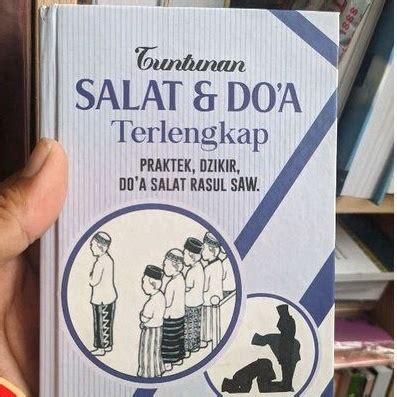 Tuntunan
SALAT & DO'A
Terlengkap
PRAKTEK, DZIKIR,
DO'A SALAT RASUL SAW.